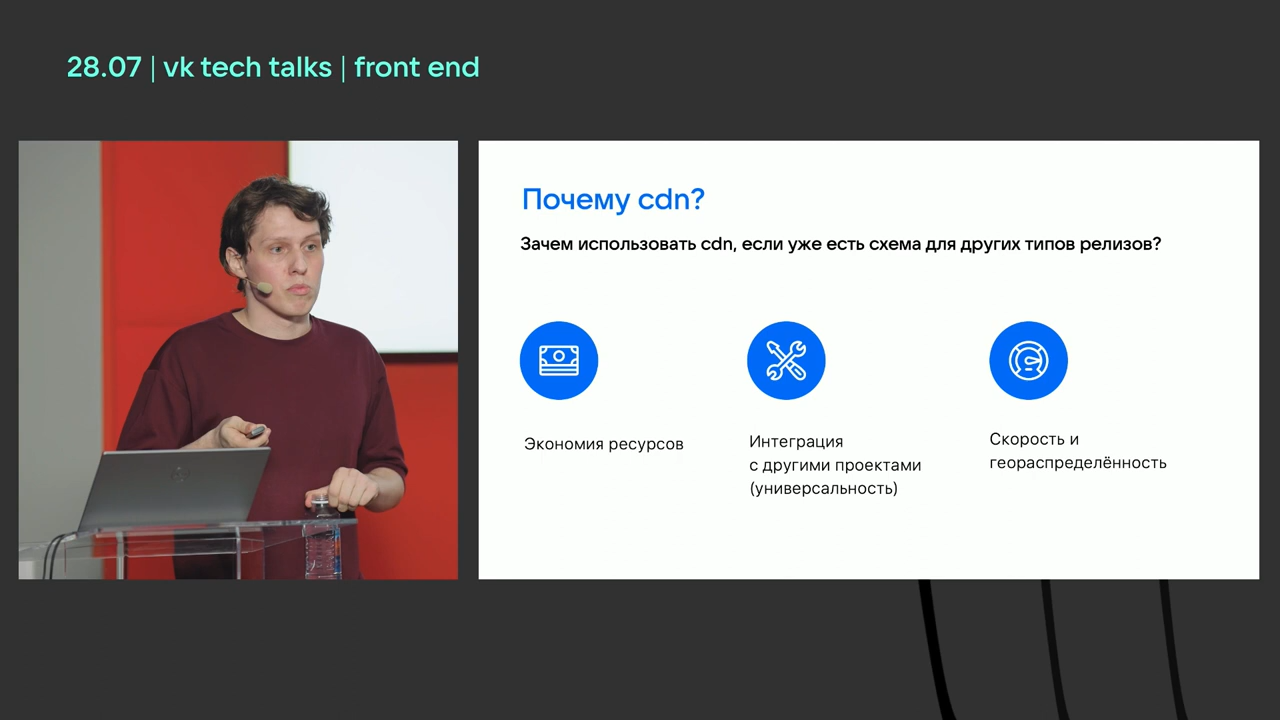 28.07 | vk tech talks | front end
Почему cdn?
Зачем использовать cdn, если уже есть схема для других типов релизов?
Экономия ресурсов
Интеграция
с другими проектами
(универсальность)
Скорость и
геораспределённость